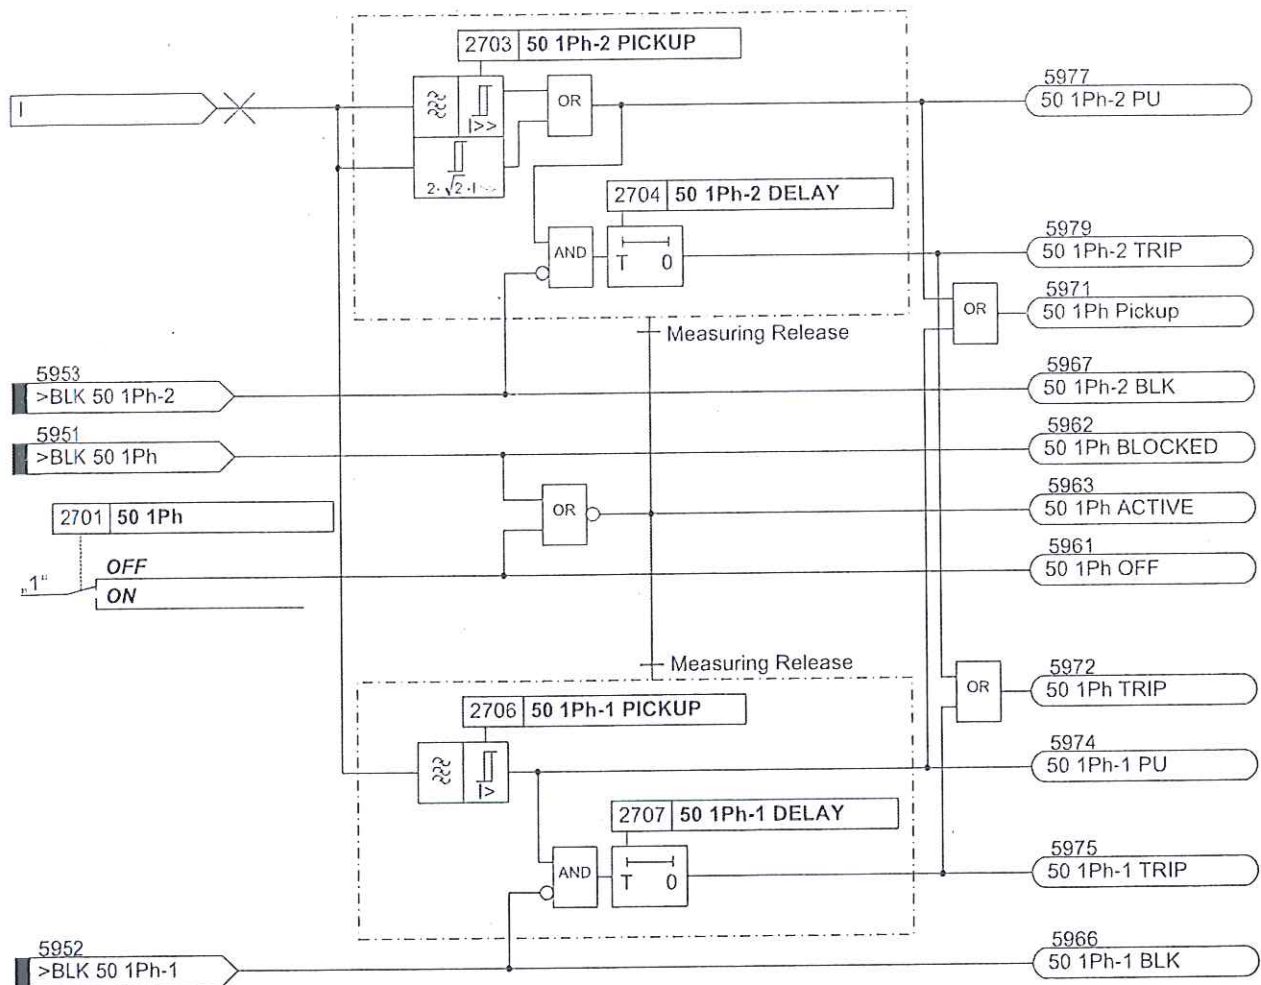 2703 50 1Ph-2 PICKUP
5977
50 1Ph-2 PU
I
OR
I>>
2·√2·I>>
2704 50 1Ph-2 DELAY
5979
50 1Ph-2 TRIP
AND
T 0
5971
50 1Ph Pickup
OR
Measuring Release
5953
>BLK 50 1Ph-2
5967
50 1Ph-2 BLK
5951
>BLK 50 1Ph
5962
50 1Ph BLOCKED
5963
50 1Ph ACTIVE
OR
2701 50 1Ph
5961
50 1Ph OFF
OFF
„1“
ON
Measuring Release
5972
50 1Ph TRIP
OR
2706 50 1Ph-1 PICKUP
5974
50 1Ph-1 PU
I>
2707 50 1Ph-1 DELAY
5975
50 1Ph-1 TRIP
AND
T 0
5952
>BLK 50 1Ph-1
5966
50 1Ph-1 BLK